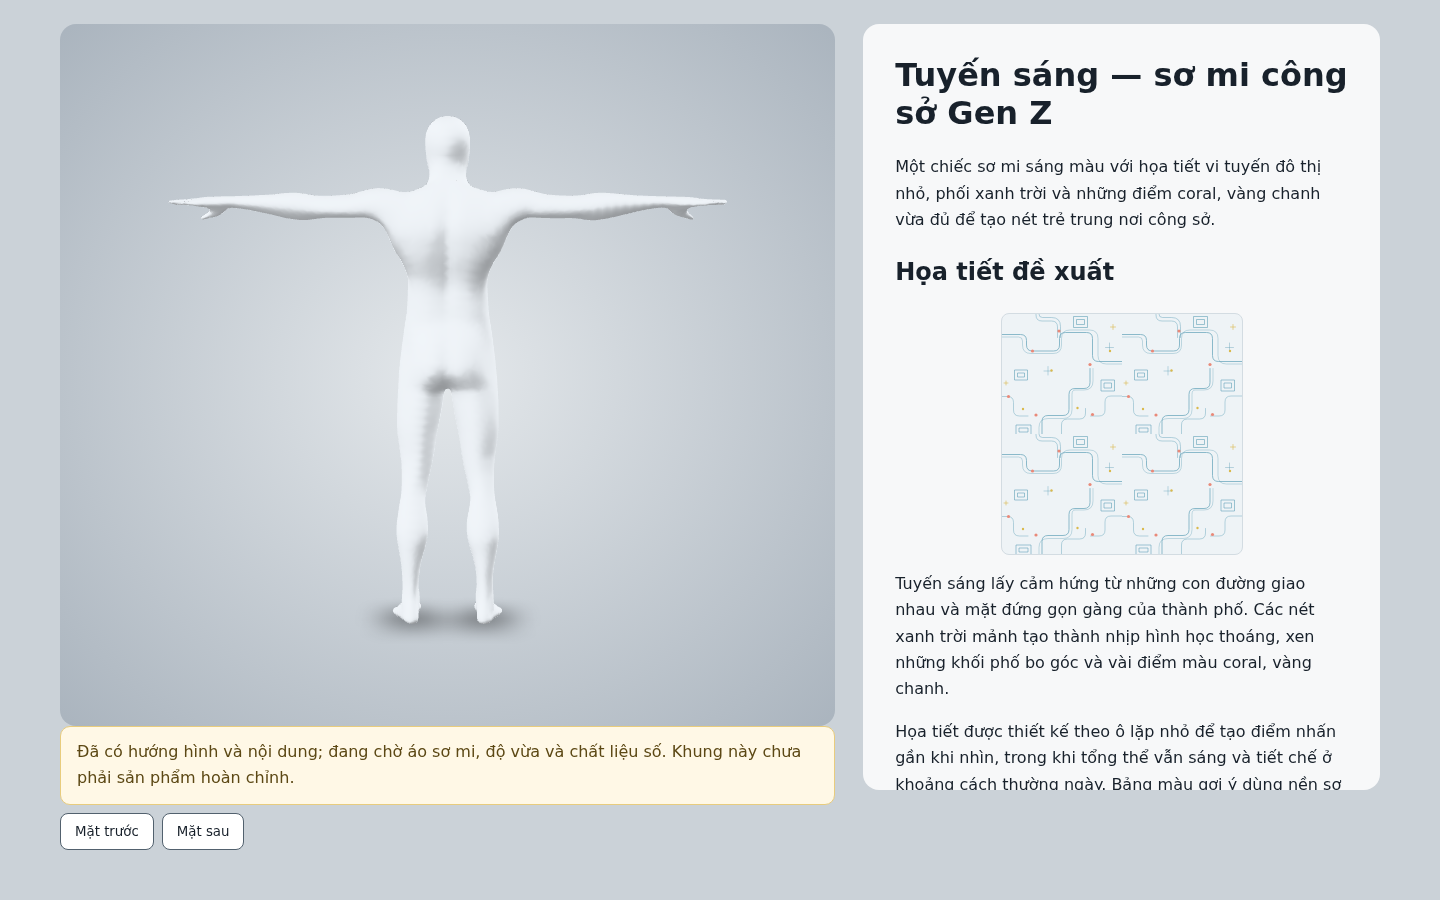 Tuyến sáng — sơ mi công
sở Gen Z
Một chiếc sơ mi sáng màu với họa tiết vi tuyến đô thị
nhỏ, phối xanh trời và những điểm coral, vàng chanh
vừa đủ để tạo nét trẻ trung nơi công sở.
Họa tiết đề xuất
Tuyến sáng lấy cảm hứng từ những con đường giao
nhau và mặt đứng gọn gàng của thành phố. Các nét
xanh trời mảnh tạo thành nhịp hình học thoáng, xen
những khối phố bo góc và vài điểm màu coral, vàng
chanh.
Họa tiết được thiết kế theo ô lặp nhỏ để tạo điểm nhấn
gần khi nhìn, trong khi tổng thể vẫn sáng và tiết chế ở
khoảng cách thường ngày. Bảng màu gợi ý dùng nền sơ
Đã có hướng hình và nội dung; đang chờ áo sơ mi, độ vừa và chất liệu số. Khung này chưa
phải sản phẩm hoàn chỉnh.
Mặt trước
Mặt sau